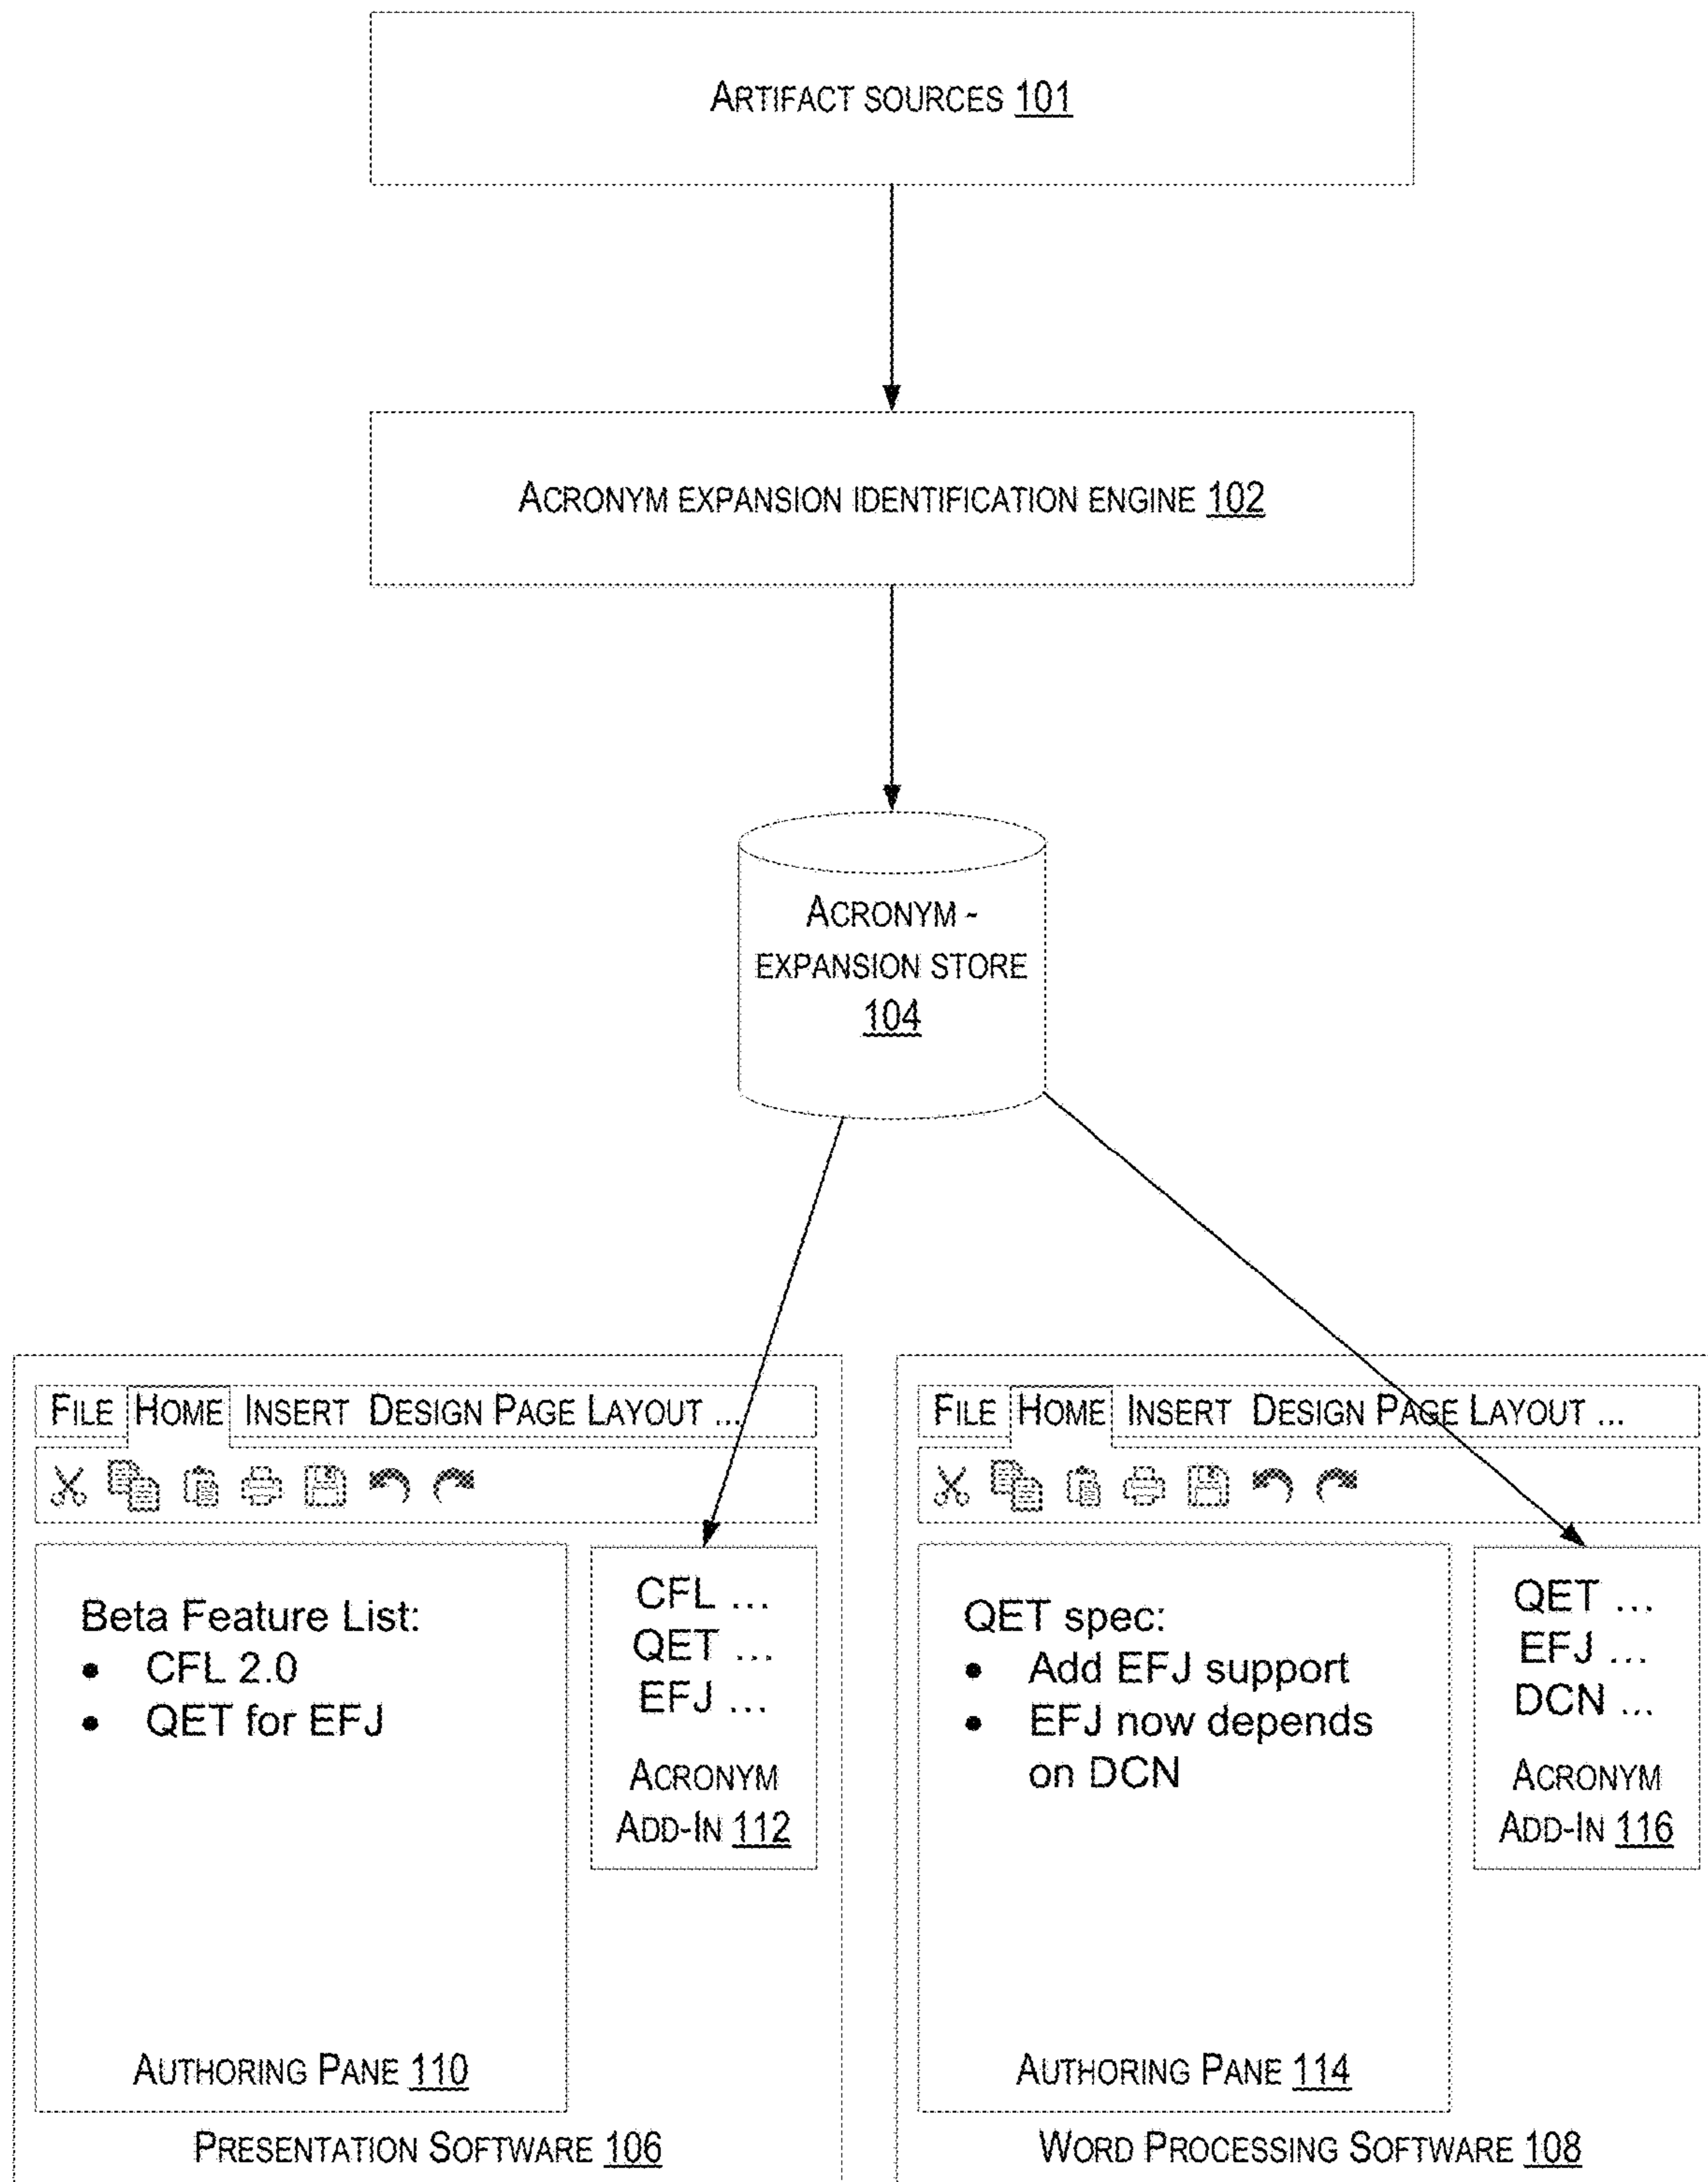 ARTIFACT SOURCES 101
ACRONYM EXPANSION IDENTIFICATION ENGINE 102
ACRONYM -
EXPANSION STORE
104
FILE HOME INSERT DESIGN PAGE LAYOUT ...
Beta Feature List:
• CFL 2.0
• QET for EFJ
AUTHORING PANE 110
CFL ...
QET ...
EFJ ...
ACRONYM
ADD-IN 112
PRESENTATION SOFTWARE 106
FILE HOME INSERT DESIGN PAGE LAYOUT ...
QET spec:
• Add EFJ support
• EFJ now depends
on DCN
AUTHORING PANE 114
QET ...
EFJ ...
DCN ...
ACRONYM
ADD-IN 116
WORD PROCESSING SOFTWARE 108